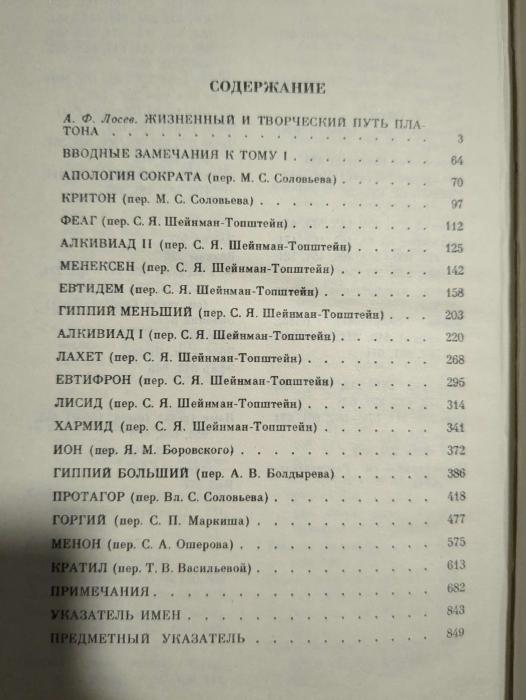 СОДЕРЖАНИЕ
А. Ф. Лосев. ЖИЗНЕННЫЙ И ТВОРЧЕСКИЙ ПУТЬ ПЛА-
ТОНА . . . . . . . . . . . . . . . . . . 3
ВВОДНЫЕ ЗАМЕЧАНИЯ К ТОМУ I . . . . . . . . 64
АПОЛОГИЯ СОКРАТА (пер. М. С. Соловьева) . . . . . . 70
КРИТОН (пер. М. С. Соловьева) . . . . . . . . . . 97
ФЕАГ (пер. С. Я. Шейнман-Топштейн) . . . . . . . . 112
АЛКИВИАД II (пер. С. Я. Шейнман-Топштейн) . . . . . 125
МЕНЕКСЕН (пер. С. Я. Шейнман-Топштейн) . . . . . . 142
ЕВТИДЕМ (пер. С. Я. Шейнман-Топштейн) . . . . . . . 158
ГИППИЙ МЕНЬШИЙ (пер. С. Я. Шейнман-Топштейн) . . . 203
АЛКИВИАД I (пер. С. Я. Шейнман-Топштейн) . . . . . . 220
ЛАХЕТ (пер. С. Я. Шейнман-Топштейн) . . . . . . . 268
ЕВТИФРОН (пер. С. Я. Шейнман-Топштейн) . . . . . . 295
ЛИСИД (пер. С. Я. Шейнман-Топштейн) . . . . . . . 314
ХАРМИД (пер. С. Я. Шейнман-Топштейн) . . . . . . . 341
ИОН (пер. Я. М. Боровского) . . . . . . . . . . . 372
ГИППИЙ БОЛЬШИЙ (пер. А. В. Болдырева) . . . . . . 386
ПРОТАГОР (пер. Вл. С. Соловьева) . . . . . . . . . 418
ГОРГИЙ (пер. С. П. Маркиша) . . . . . . . . . . 477
МЕНОН (пер. С. А. Ошерова) . . . . . . . . . . . 575
КРАТИЛ (пер. Т. В. Васильевой) . . . . . . . . . . 613
ПРИМЕЧАНИЯ . . . . . . . . . . . . . . . 682
УКАЗАТЕЛЬ ИМЕН . . . . . . . . . . . . . 843
ПРЕДМЕТНЫЙ УКАЗАТЕЛЬ . . . . . . . . . . 849